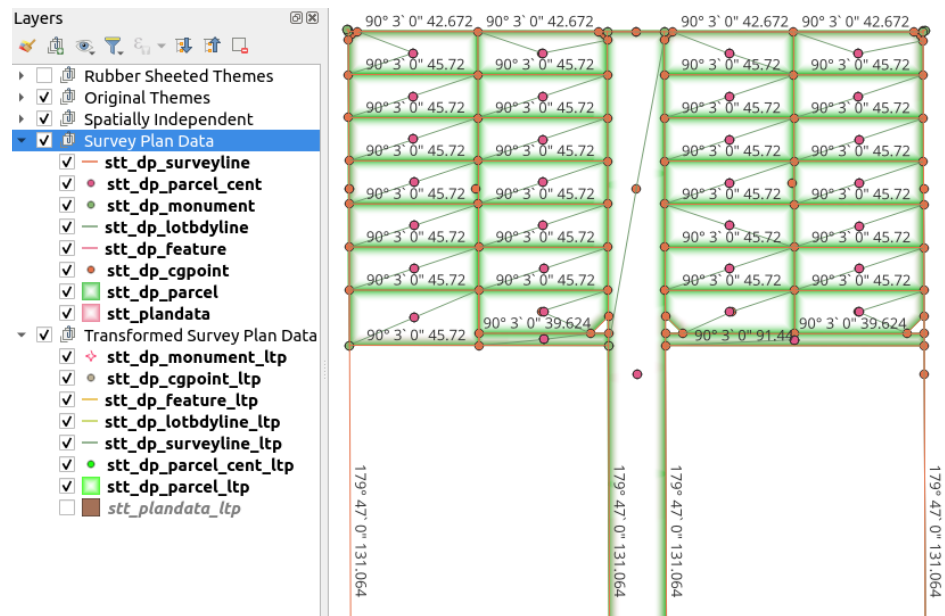 Layers
Rubber Sheeted Themes
Original Themes
Spatially Independent
Survey Plan Data
stt_dp_surveyline
stt_dp_parcel_cent
stt_dp_monument
stt_dp_lotbdyline
stt_dp_feature
stt_dp_cgpoint
stt_dp_parcel
stt_plandata
Transformed Survey Plan Data
stt_dp_monument_ltp
stt_dp_cgpoint_ltp
stt_dp_feature_ltp
stt_dp_lotbdyline_ltp
stt_dp_surveyline_ltp
stt_dp_parcel_cent_ltp
stt_dp_parcel_ltp
stt_plandata_ltp
90° 3` 0" 42.672 90° 3` 0" 42.672 90° 3` 0" 42.672 90° 3` 0" 42.672
90° 3` 0" 45.72 90° 3` 0" 45.72 90° 3` 0" 45.72 90° 3` 0" 45.72
90° 3` 0" 45.72 90° 3` 0" 45.72 90° 3` 0" 45.72 90° 3` 0" 45.72
90° 3` 0" 45.72 90° 3` 0" 45.72 90° 3` 0" 45.72 90° 3` 0" 45.72
90° 3` 0" 45.72 90° 3` 0" 45.72 90° 3` 0" 45.72 90° 3` 0" 45.72
90° 3` 0" 45.72 90° 3` 0" 45.72 90° 3` 0" 45.72 90° 3` 0" 45.72
90° 3` 0" 45.72 90° 3` 0" 45.72 90° 3` 0" 45.72 90° 3` 0" 45.72
90° 3` 0" 39.624 90° 3` 0" 39.624
90° 3` 0" 45.72 90° 3` 0" 91.44
179° 47` 0" 131.064
179° 47` 0" 131.064
179° 47` 0" 131.064
179° 47` 0" 131.064